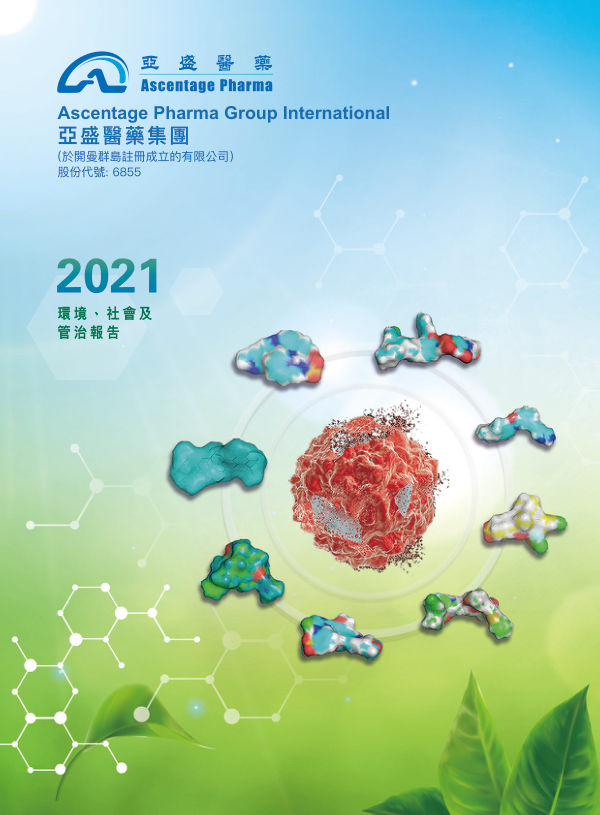 亞盛醫藥
Ascentage Pharma
Ascentage Pharma Group International
亞盛醫藥集團
(於開曼群島註冊成立的有限公司)
股份代號: 6855
2021
環境、社會及
管治報告